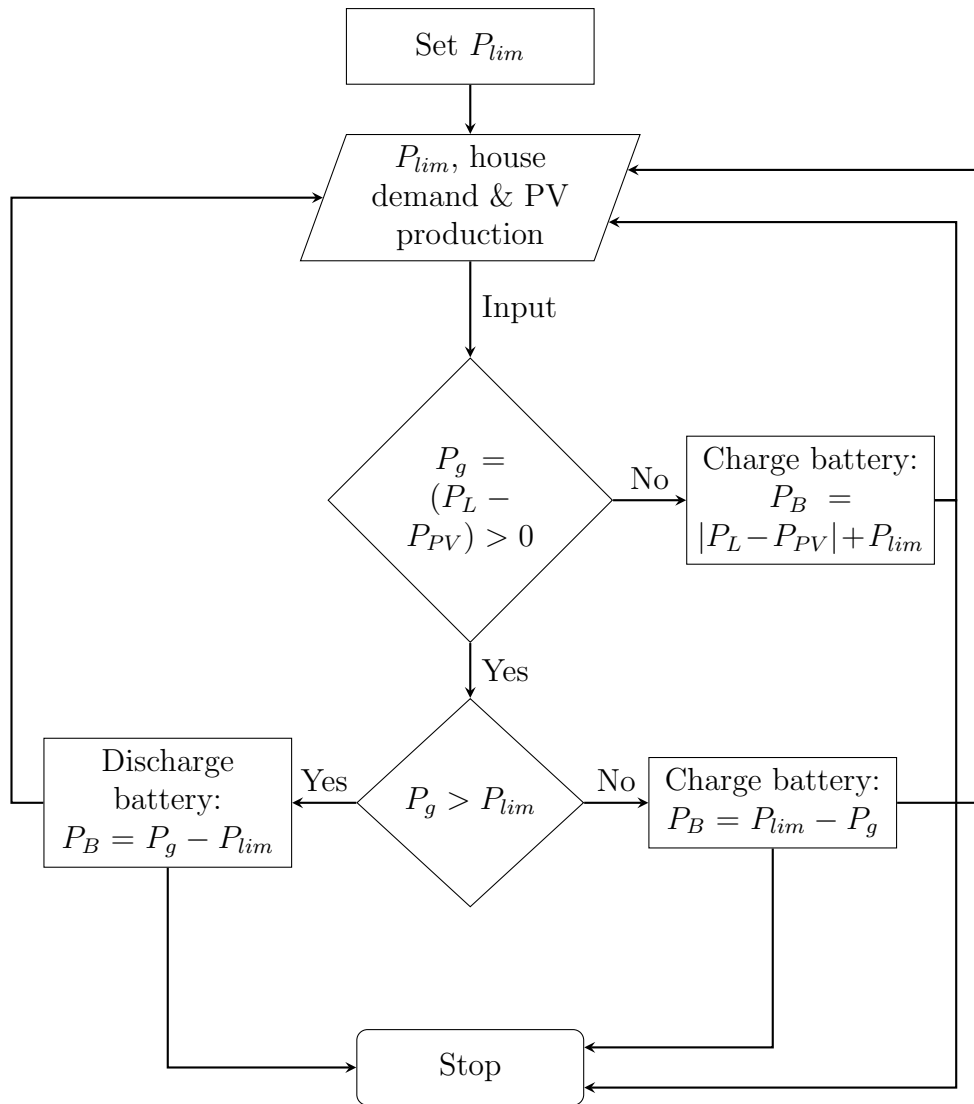 Set P_{lim}
P_{lim}, house
demand & PV
production
Input
P_g =
(P_L −
P_{PV}) > 0
No
Charge battery:
P_B =
|P_L−P_{PV}|+P_{lim}
Yes
Discharge
battery:
P_B = P_g − P_{lim}
Yes
P_g > P_{lim}
No
Charge battery:
P_B = P_{lim} − P_g
Stop